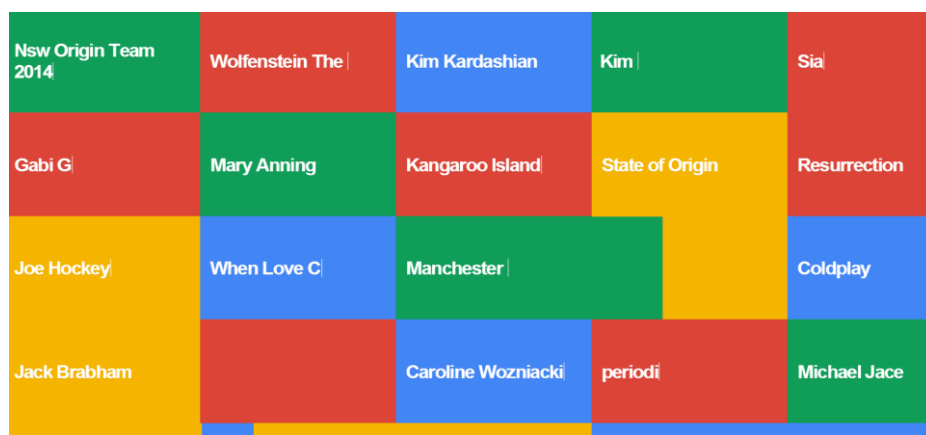 Nsw Origin Team
2014
Wolfenstein The
Kim Kardashian
Kim
Sia
Gabi G
Mary Anning
Kangaroo Island
State of Origin
Resurrection
Joe Hockey
When Love C
Manchester
Coldplay
Jack Brabham
Caroline Wozniacki
periodi
Michael Jace